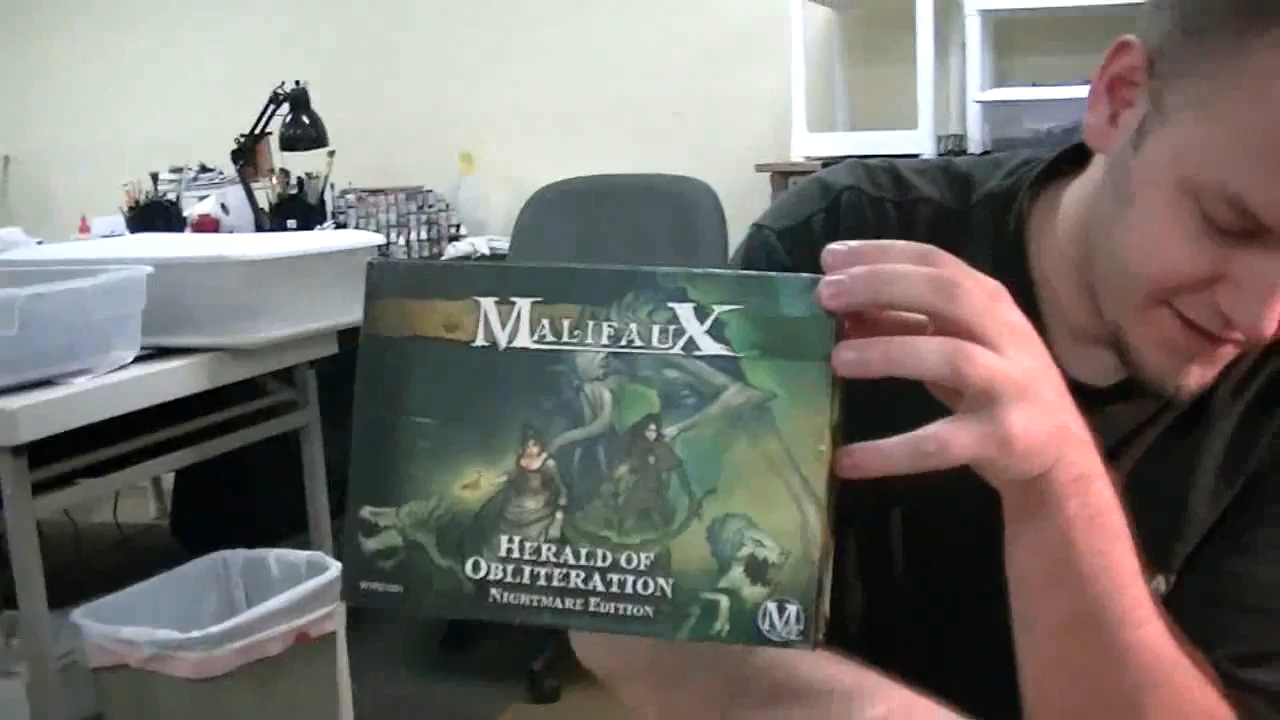 MALIFAUX
HERALD OF
OBLITERATION
NIGHTMARE EDITION
M